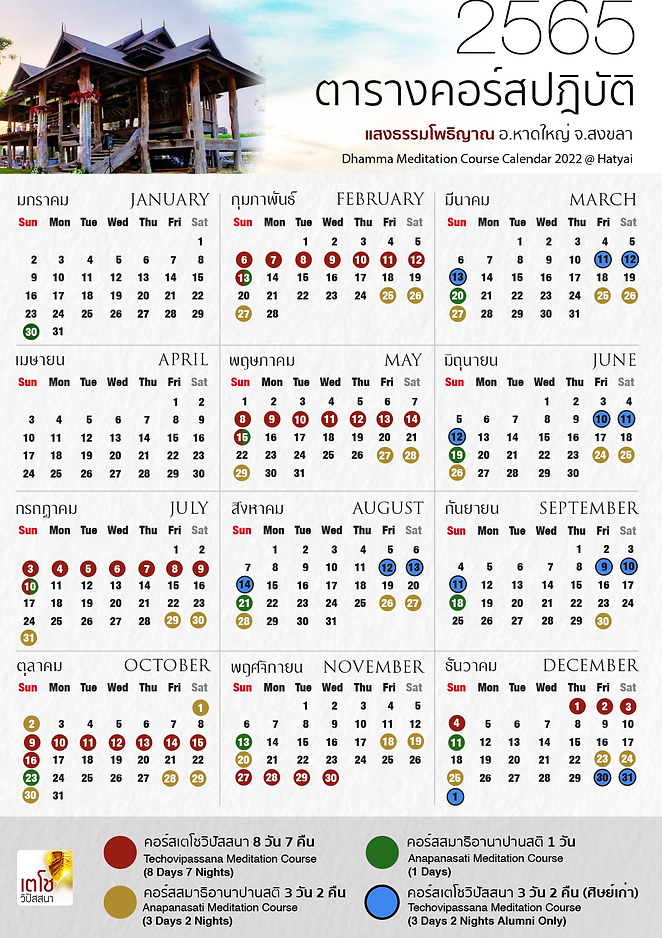 2565
ตารางคอร์สปฎิบัติ
แสงธรรมโพธิญาณ อ.หาดใหญ่ จ.สงขลา
Dhamma Meditation Course Calendar 2022 @ Hatyai
มกราคม JANUARY
Sun Mon Tue Wed Thu Fri Sat
1
2 3 4 5 6 7 8
9 10 11 12 13 14 15
16 17 18 19 20 21 22
23 24 25 26 27 28 29
30 31
กุมภาพันธ์ FEBRUARY
Sun Mon Tue Wed Thu Fri Sat
1 2 3 4 5
6 7 8 9 10 11 12
13 14 15 16 17 18 19
20 21 22 23 24 25 26
27 28
มีนาคม MARCH
Sun Mon Tue Wed Thu Fri Sat
1 2 3 4 5
6 7 8 9 10 11 12
13 14 15 16 17 18 19
20 21 22 23 24 25 26
27 28 29 30 31
เมษายน APRIL
Sun Mon Tue Wed Thu Fri Sat
1 2
3 4 5 6 7 8 9
10 11 12 13 14 15 16
17 18 19 20 21 22 23
24 25 26 27 28 29 30
พฤษภาคม MAY
Sun Mon Tue Wed Thu Fri Sat
1 2 3 4 5 6 7
8 9 10 11 12 13 14
15 16 17 18 19 20 21
22 23 24 25 26 27 28
29 30 31
มิถุนายน JUNE
Sun Mon Tue Wed Thu Fri Sat
1 2 3 4
5 6 7 8 9 10 11
12 13 14 15 16 17 18
19 20 21 22 23 24 25
26 27 28 29 30
กรกฎาคม JULY
Sun Mon Tue Wed Thu Fri Sat
1 2
3 4 5 6 7 8 9
10 11 12 13 14 15 16
17 18 19 20 21 22 23
24 25 26 27 28 29 30
31
สิงหาคม AUGUST
Sun Mon Tue Wed Thu Fri Sat
1 2 3 4 5 6
7 8 9 10 11 12 13
14 15 16 17 18 19 20
21 22 23 24 25 26 27
28 29 30 31
กันยายน SEPTEMBER
Sun Mon Tue Wed Thu Fri Sat
1 2 3
4 5 6 7 8 9 10
11 12 13 14 15 16 17
18 19 20 21 22 23 24
25 26 27 28 29 30
ตุลาคม OCTOBER
Sun Mon Tue Wed Thu Fri Sat
1
2 3 4 5 6 7 8
9 10 11 12 13 14 15
16 17 18 19 20 21 22
23 24 25 26 27 28 29
30 31
พฤศจิกายน NOVEMBER
Sun Mon Tue Wed Thu Fri Sat
1 2 3 4 5
6 7 8 9 10 11 12
13 14 15 16 17 18 19
20 21 22 23 24 25 26
27 28 29 30
ธันวาคม DECEMBER
Sun Mon Tue Wed Thu Fri Sat
1 2 3
4 5 6 7 8 9 10
11 12 13 14 15 16 17
18 19 20 21 22 23 24
25 26 27 28 29 30 31
1
เตโช
วิปัสสนา
คอร์สเตโชวิปัสสนา 8 วัน 7 คืน
Techovipassana Meditation Course
(8 Days 7 Nights)
คอร์สสมาธิอานาปานสติ 3 วัน 2 คืน
Anapanasati Meditation Course
(3 Days 2 Nights)
คอร์สสมาธิอานาปานสติ 1 วัน
Anapanasati Meditation Course
(1 Days)
คอร์สเตโชวิปัสสนา 3 วัน 2 คืน (ศิษย์เก่า)
Techovipassana Meditation Course
(3 Days 2 Nights Alumni Only)